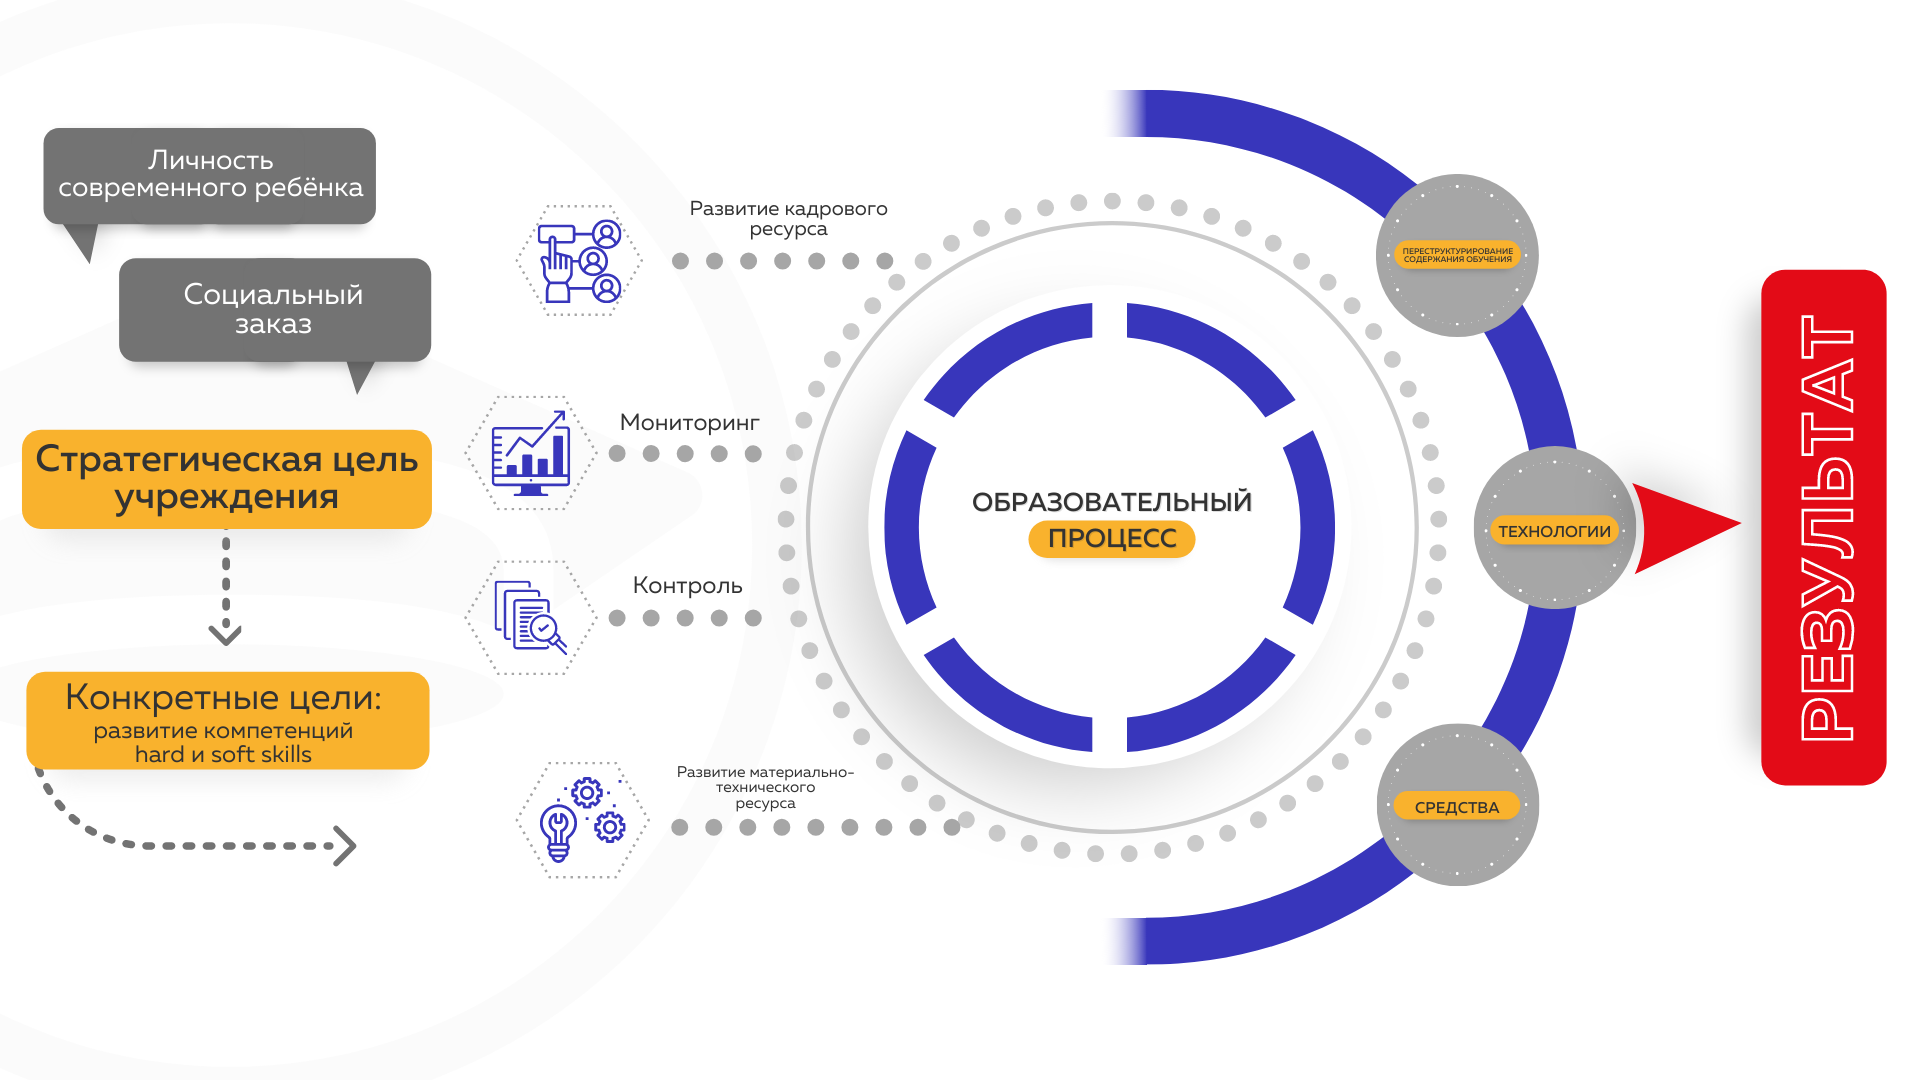 Личность
современного ребёнка
Социальный
заказ
Стратегическая цель
учреждения
Конкретные цели:
развитие компетенций
hard и soft skills
Развитие кадрового
ресурса
Мониторинг
Контроль
Развитие материально-
технического
ресурса
ОБРАЗОВАТЕЛЬНЫЙ
ПРОЦЕСС
ПЕРЕСТРУКТУРИРОВАНИЕ
СОДЕРЖАНИЯ ОБУЧЕНИЯ
ТЕХНОЛОГИИ
СРЕДСТВА
РЕЗУЛЬТАТ